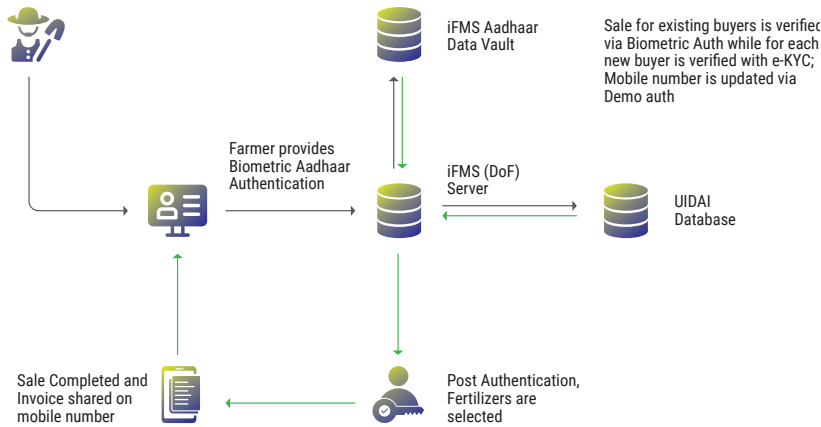 iFMS Aadhaar
Data Vault
Sale for existing buyers is verified
via Biometric Auth while for each
new buyer is verified with e-KYC;
Mobile number is updated via
Demo auth
Farmer provides
Biometric Aadhaar
Authentication
iFMS (DoF)
Server
UIDAI
Database
Sale Completed and
Invoice shared on
mobile number
Post Authentication,
Fertilizers are
selected